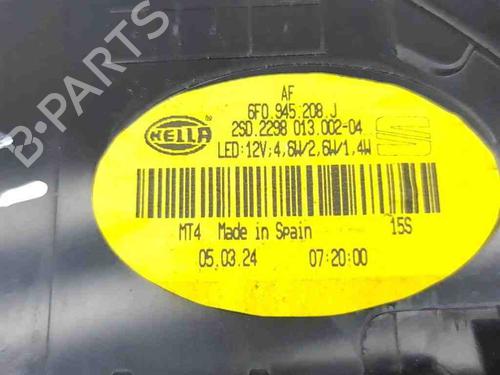 AF
6F0.945.208.J
HELLA
2SD.2298 013.002-04
LED:12V;4,6W/2,6W/1,4W
MT4 Made in Spain 15S
05.03.24 07:20:00
B-PARTS